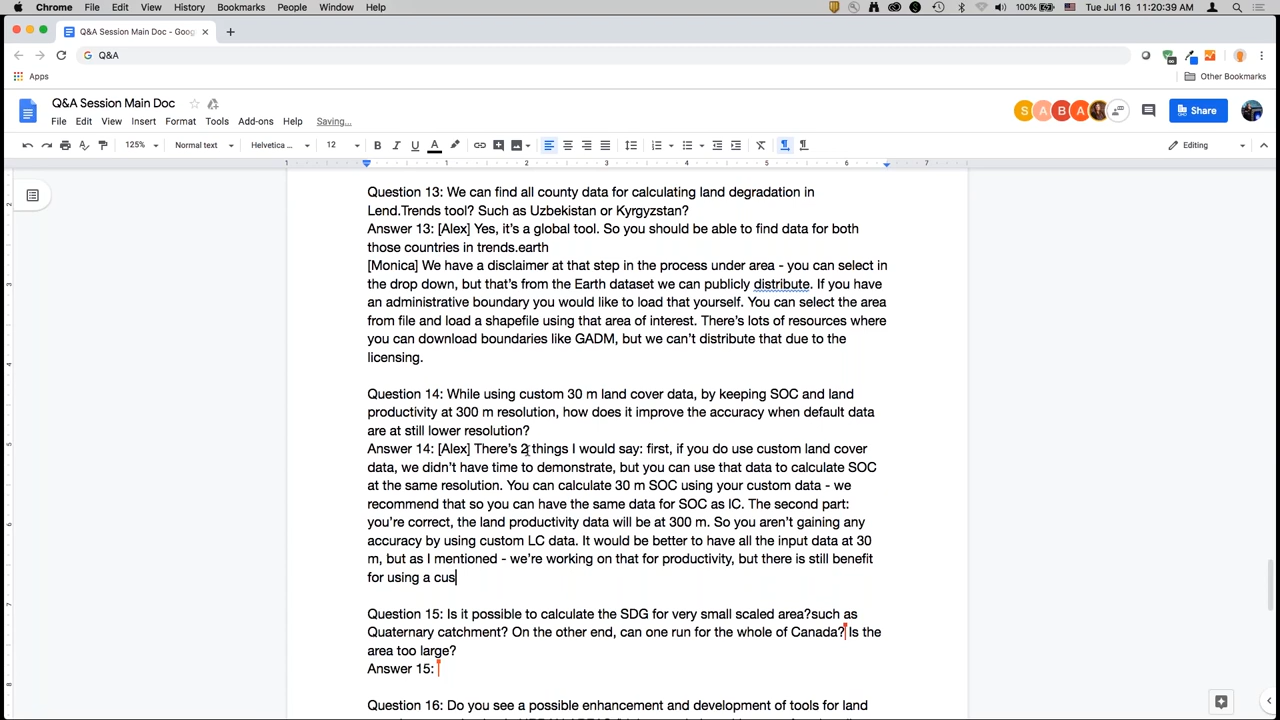 Chrome File Edit View History Bookmarks People Window Help 100% Tue Jul 16 11:20:39 AM
Q&A Session Main Doc - Goog
Q&A
Apps Other Bookmarks
Q&A Session Main Doc
S A B A Share
File Edit View Insert Format Tools Add-ons Help Saving...
125% Normal text Helvetica ... 12 B I U A Editing
1 1 2 3 4 5 6 7
Question 13: We can find all county data for calculating land degradation in
Lend.Trends tool? Such as Uzbekistan or Kyrgyzstan?
Answer 13: [Alex] Yes, it's a global tool. So you should be able to find data for both
those countries in trends.earth
[Monica] We have a disclaimer at that step in the process under area - you can select in
the drop down, but that's from the Earth dataset we can publicly distribute. If you have
an administrative boundary you would like to load that yourself. You can select the area
from file and load a shapefile using that area of interest. There's lots of resources where
you can download boundaries like GADM, but we can't distribute that due to the
licensing.
Question 14: While using custom 30 m land cover data, by keeping SOC and land
productivity at 300 m resolution, how does it improve the accuracy when default data
are at still lower resolution?
Answer 14: [Alex] There's 2 things I would say: first, if you do use custom land cover
data, we didn't have time to demonstrate, but you can use that data to calculate SOC
at the same resolution. You can calculate 30 m SOC using your custom data - we
recommend that so you can have the same data for SOC as lC. The second part:
you're correct, the land productivity data will be at 300 m. So you aren't gaining any
accuracy by using custom LC data. It would be better to have all the input data at 30
m, but as I mentioned - we're working on that for productivity, but there is still benefit
for using a cus
Question 15: Is it possible to calculate the SDG for very small scaled area?such as
Quaternary catchment? On the other end, can one run for the whole of Canada? Is the
area too large?
Answer 15:
Question 16: Do you see a possible enhancement and development of tools for land